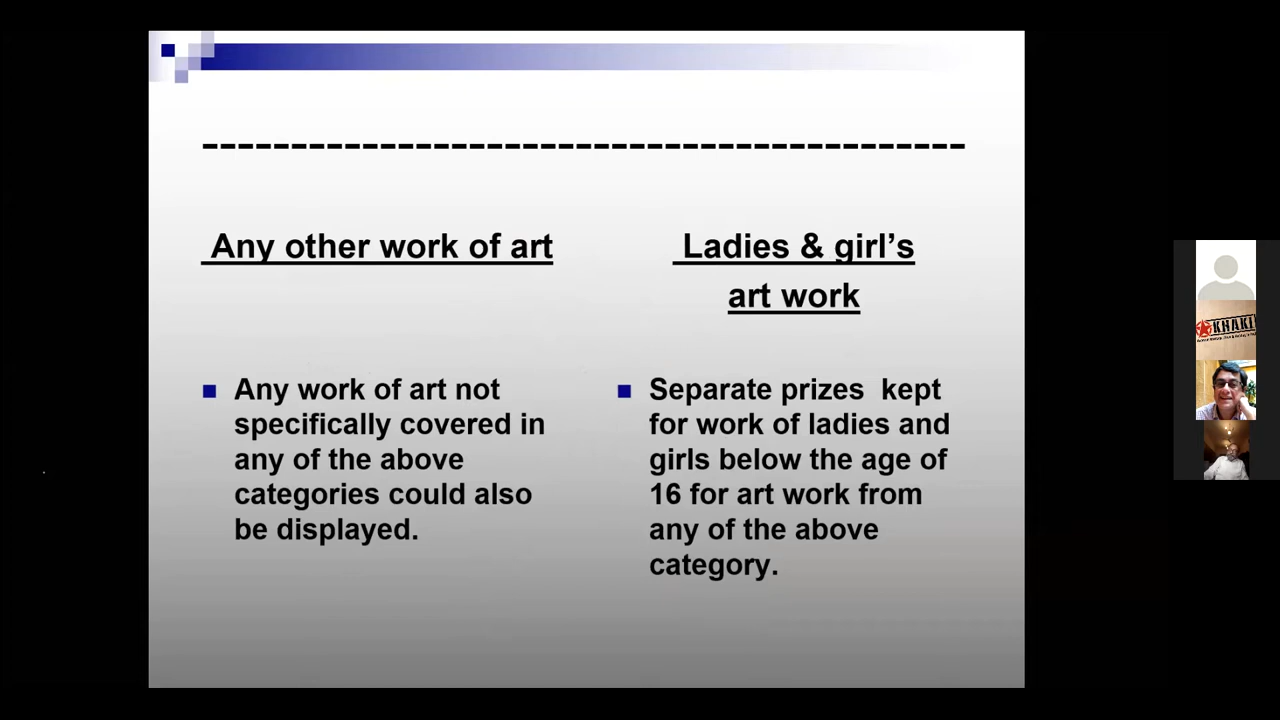 -------------------------------------------
Any other work of art
Any work of art not
specifically covered in
any of the above
categories could also
be displayed.
Ladies & girl’s
art work
Separate prizes kept
for work of ladies and
girls below the age of
16 for art work from
any of the above
category.
KHAKI